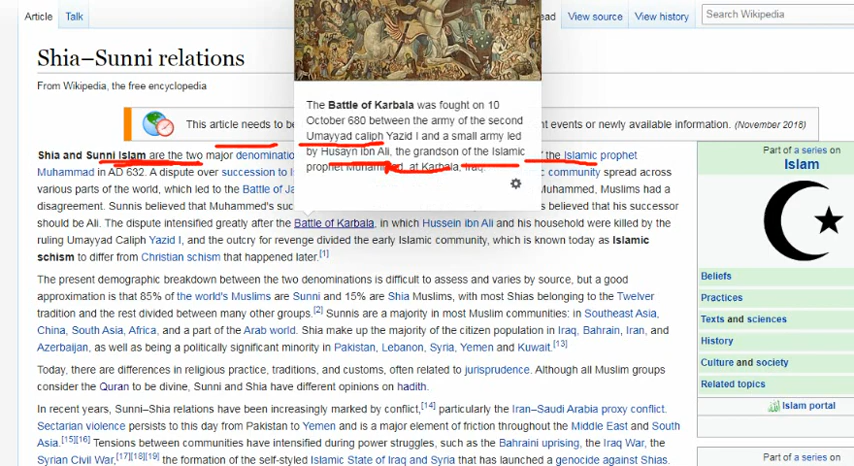 Article Talk
ead View source View history
Search Wikipedia
Shia–Sunni relations
From Wikipedia, the free encyclopedia
This article needs to be
ent events or newly available information. (November 2018)
Shia and Sunni Islam are the two major denominatio
the Islamic prophet
Muhammad in AD 632. A dispute over succession to Is
community spread across
various parts of the world, which led to the Battle of Ja
Muhammed, Muslims had a
disagreement. Sunnis believed that Muhammed's suc
believed that his successor
should be Ali. The dispute intensified greatly after the Battle of Karbala, in which Hussein ibn Ali and his household were killed by the
ruling Umayyad Caliph Yazid I, and the outcry for revenge divided the early Islamic community, which is known today as Islamic
schism to differ from Christian schism that happened later.[1]
The Battle of Karbala was fought on 10
October 680 between the army of the second
Umayyad caliph Yazid I and a small army led
by Husayn ibn Ali, the grandson of the Islamic
prophet Muhammad, at Karbala, Iraq.
The present demographic breakdown between the two denominations is difficult to assess and varies by source, but a good
approximation is that 85% of the world's Muslims are Sunni and 15% are Shia Muslims, with most Shias belonging to the Twelver
tradition and the rest divided between many other groups.[2] Sunnis are a majority in most Muslim communities: in Southeast Asia,
China, South Asia, Africa, and a part of the Arab world. Shia make up the majority of the citizen population in Iraq, Bahrain, Iran, and
Azerbaijan, as well as being a politically significant minority in Pakistan, Lebanon, Syria, Yemen and Kuwait.[13]
Today, there are differences in religious practice, traditions, and customs, often related to jurisprudence. Although all Muslim groups
consider the Quran to be divine, Sunni and Shia have different opinions on hadith.
In recent years, Sunni–Shia relations have been increasingly marked by conflict,[14] particularly the Iran–Saudi Arabia proxy conflict.
Sectarian violence persists to this day from Pakistan to Yemen and is a major element of friction throughout the Middle East and South
Asia.[15][16] Tensions between communities have intensified during power struggles, such as the Bahraini uprising, the Iraq War, the
Syrian Civil War,[17][18][19] the formation of the self-styled Islamic State of Iraq and Syria that has launched a genocide against Shias.
Part of a series on
Islam
Beliefs
Practices
Texts and sciences
History
Culture and society
Related topics
Islam portal
Part of a series on